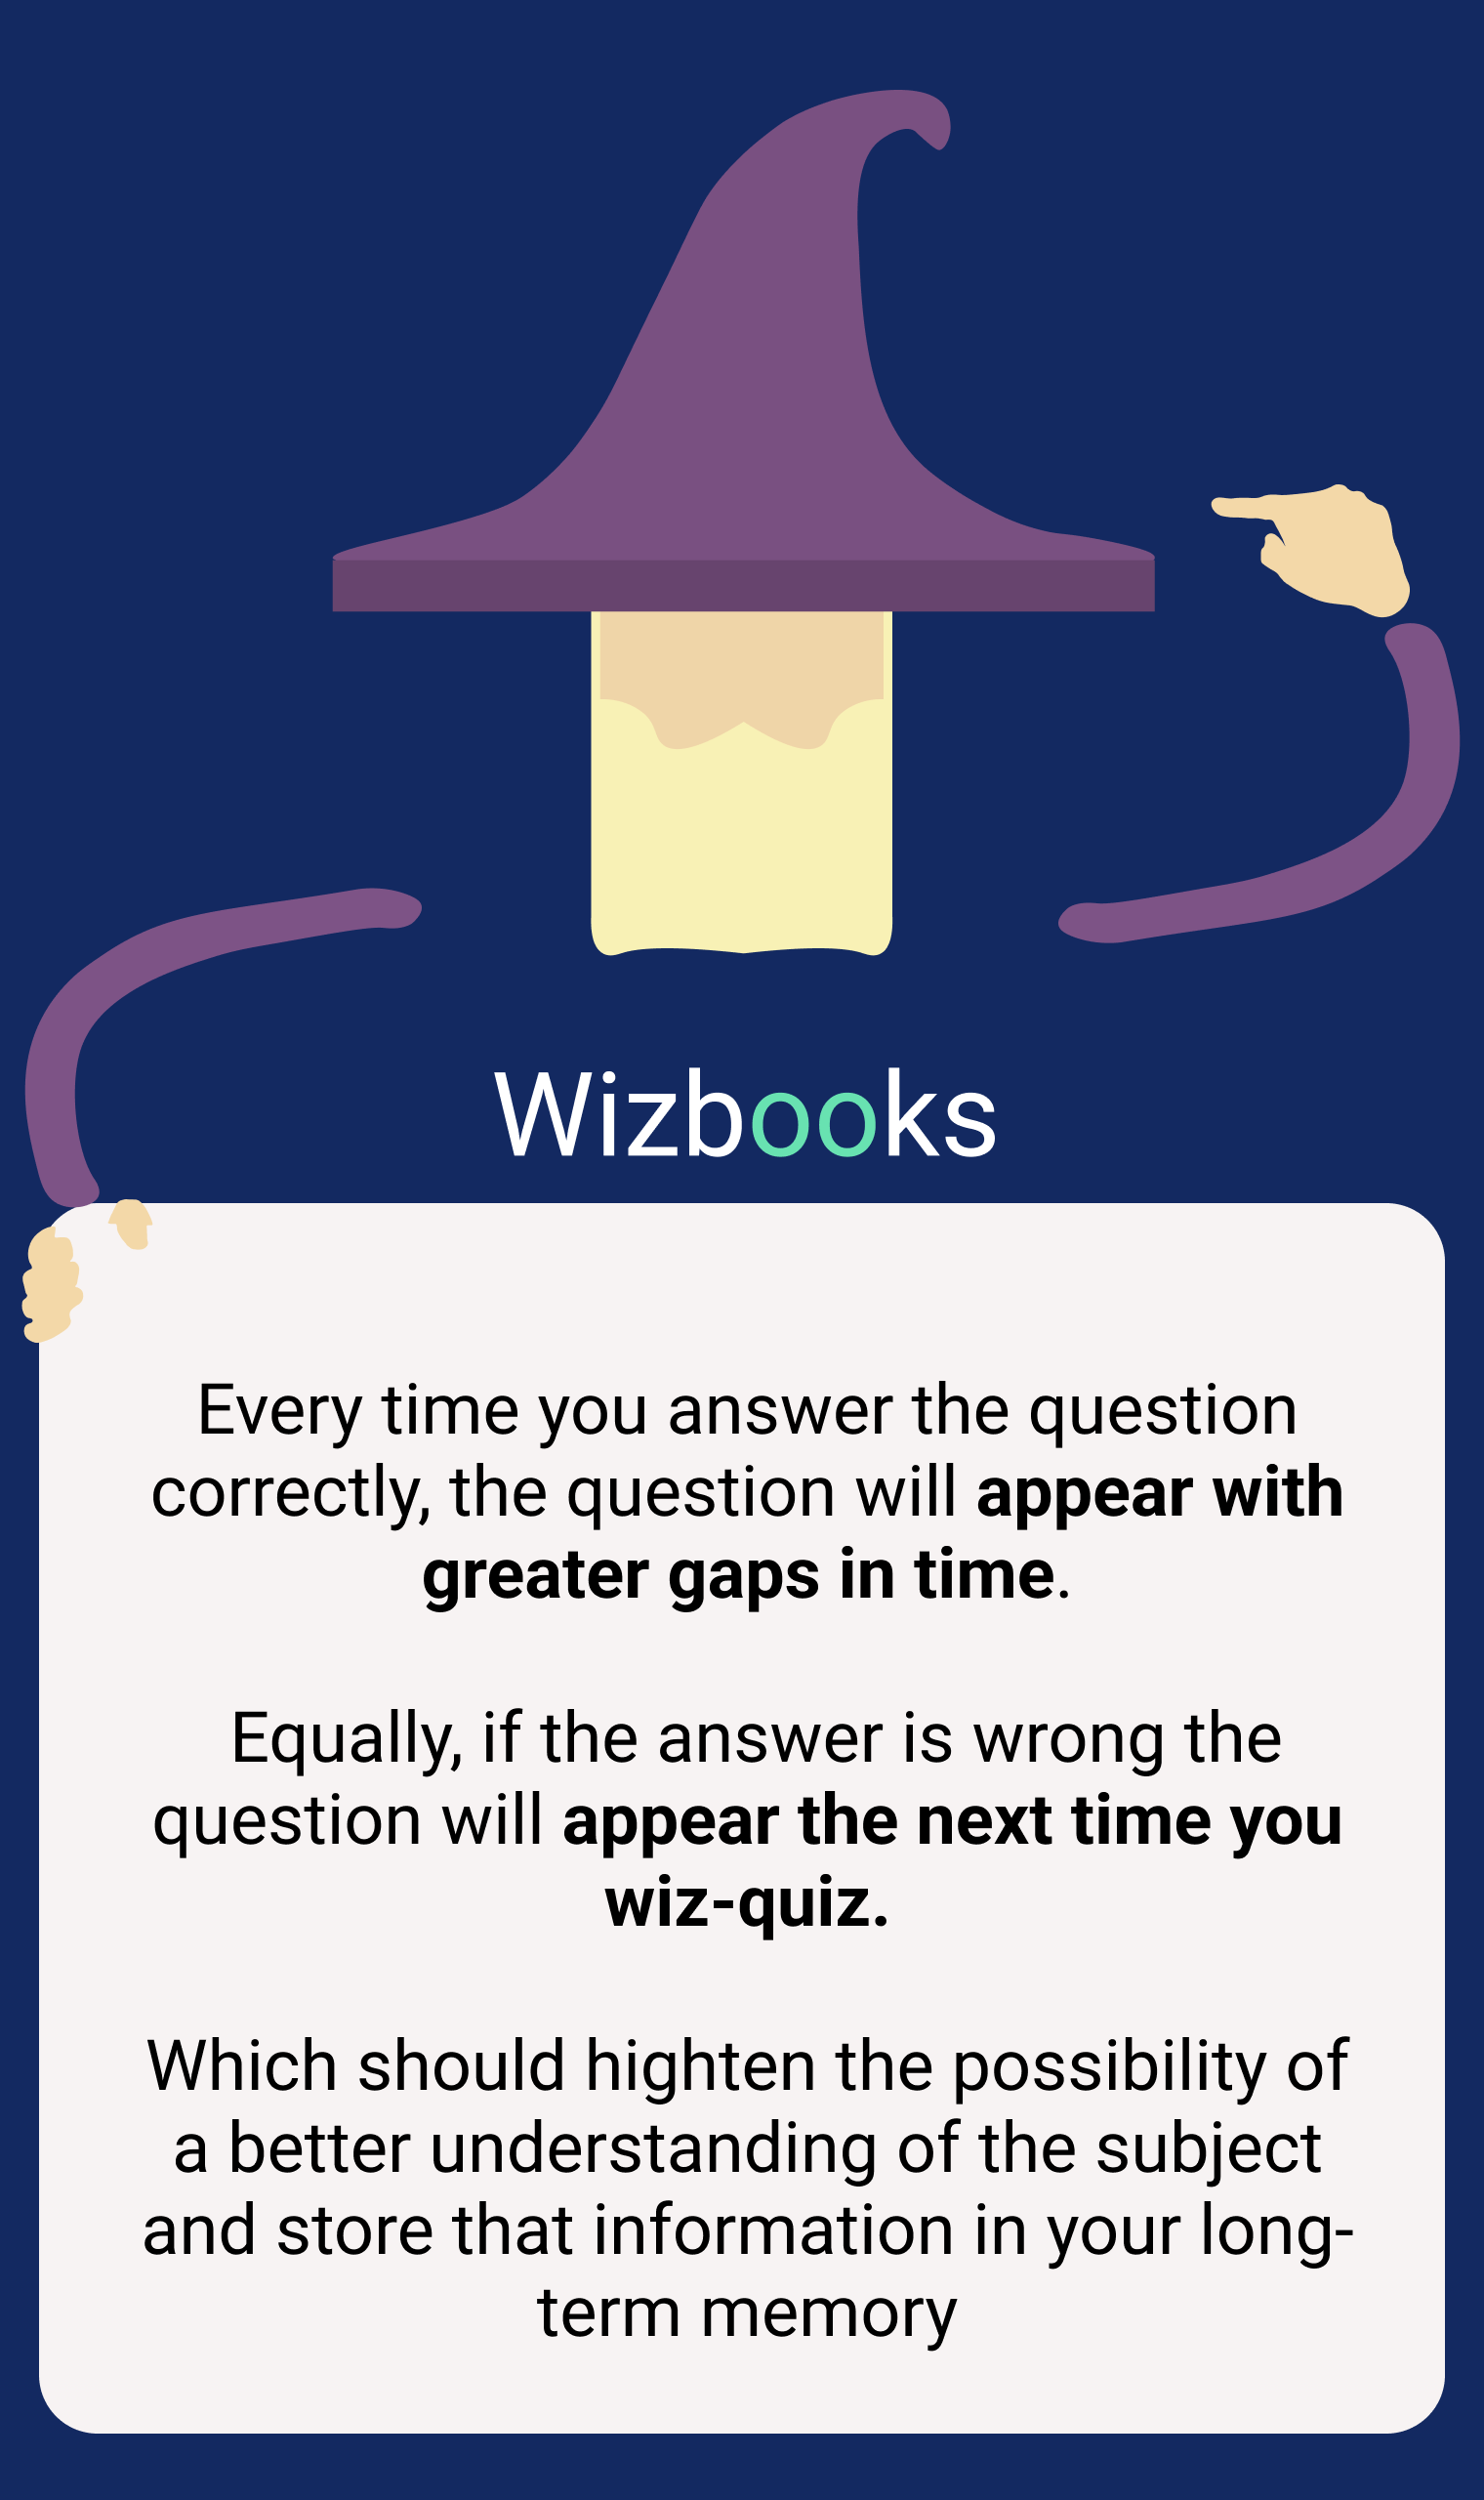 Wizbooks
Every time you answer the question
correctly, the question will appear with
greater gaps in time.
Equally, if the answer is wrong the
question will appear the next time you
wiz-quiz.
Which should highten the possibility of
a better understanding of the subject
and store that information in your long-
term memory